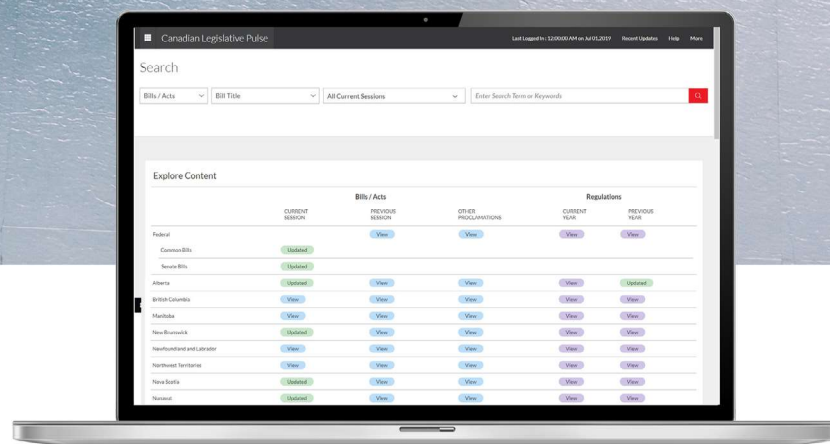 Canadian Legislative Pulse
Last Logged In : 12:00:00 AM on Jul 01,2019 Recent Updates Help More
Search
Bills / Acts Bill Title All Current Sessions Enter Search Term or Keywords
Explore Content
Bills / Acts Regulations
CURRENT SESSION PREVIOUS SESSION OTHER PROCLAMATIONS CURRENT YEAR PREVIOUS YEAR
Federal View View View View
Common Bills Updated
Senate Bills Updated
Alberta Updated View View View Updated
British Columbia View View View View View
Manitoba View View View View View
New Brunswick Updated View View View View
Newfoundland and Labrador View View View View View
Northwest Territories View View View View View
Nova Scotia Updated View View View View
Nunavut Updated View View View View